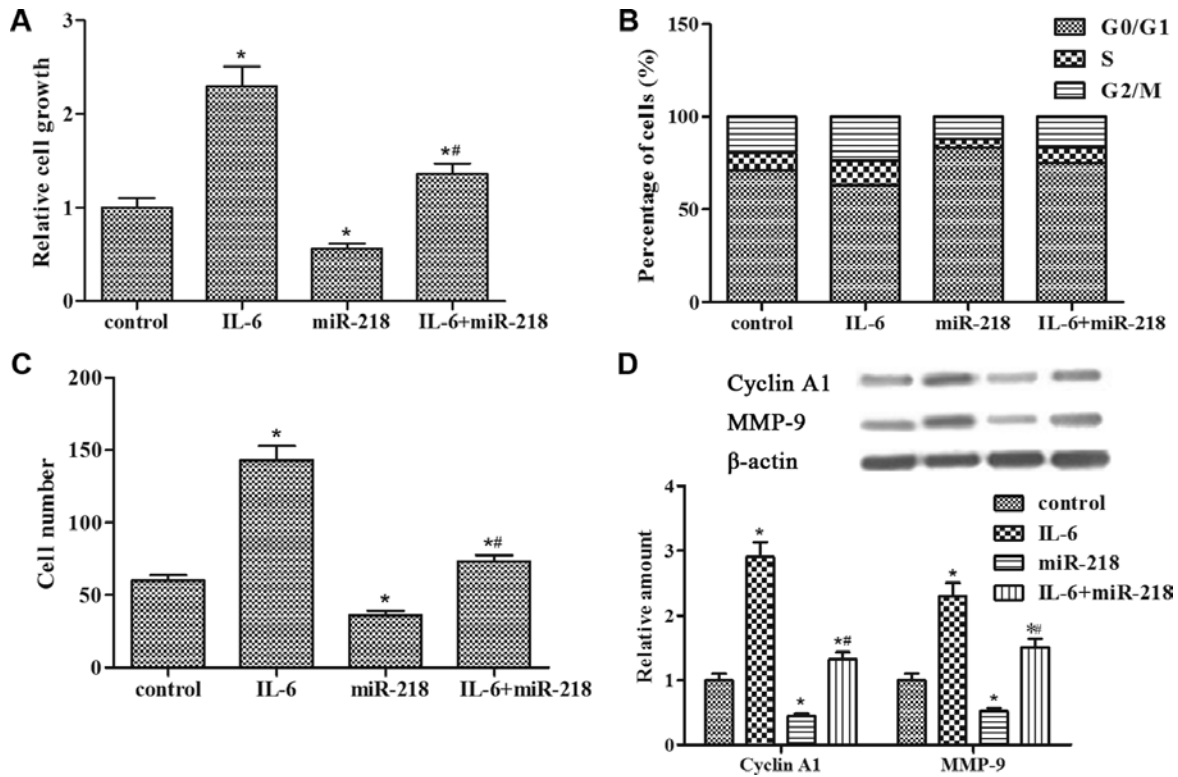 A
Relative cell growth
3
2
1
0
*
*
*#
control IL-6 miR-218 IL-6+miR-218
B
Percentage of cells (%)
150
100
50
0
G0/G1
S
G2/M
control IL-6 miR-218 IL-6+miR-218
C
Cell number
200
150
100
50
0
*
*
*#
control IL-6 miR-218 IL-6+miR-218
D
Cyclin A1
MMP-9
β-actin
Relative amount
4
3
2
1
0
control
IL-6
miR-218
IL-6+miR-218
*
*
*#
*
*
*#
Cyclin A1 MMP-9